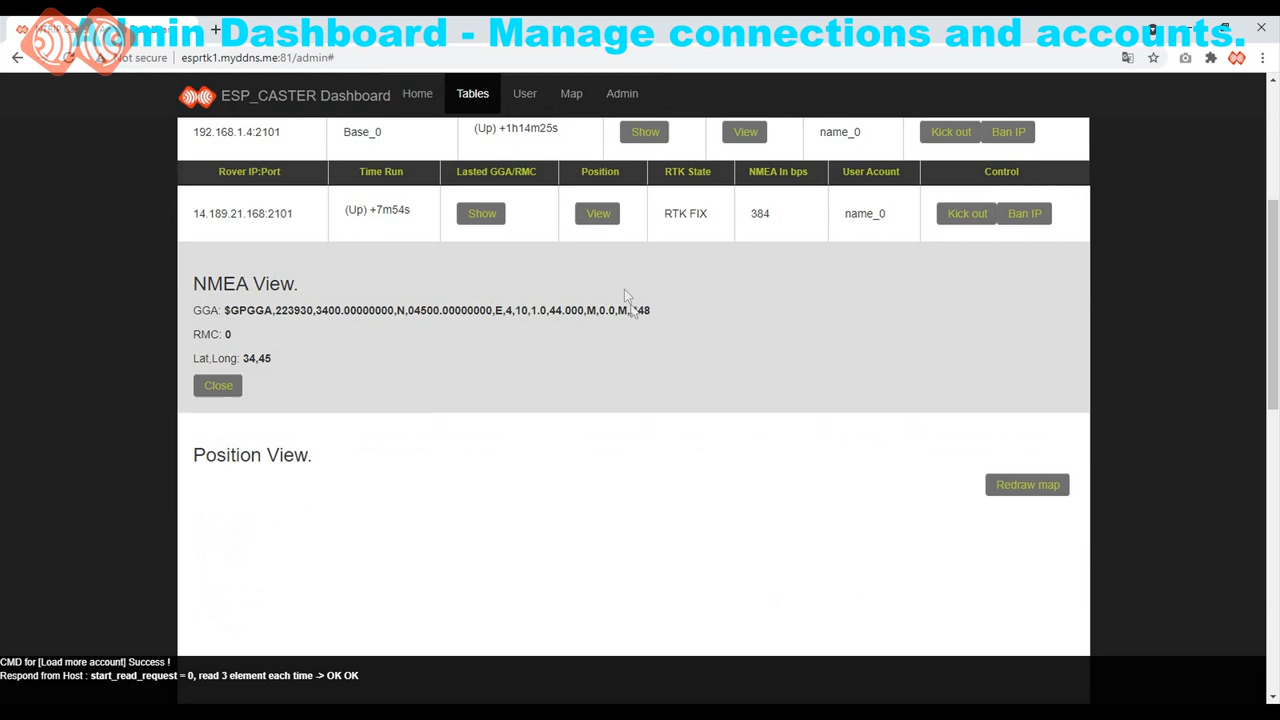 Admin Dashboard - Manage connections and accounts.
Not secure
esprtk1.myddns.me:81/admin#
ESP_CASTER Dashboard
Home
Tables
User
Map
Admin
192.168.1.4:2101
Base_0
(Up) +1h14m25s
Show
View
name_0
Kick out
Ban IP
Rover IP:Port
Time Run
Lasted GGA/RMC
Position
RTK State
NMEA In bps
User Acount
Control
14.189.21.168:2101
(Up) +7m54s
Show
View
RTK FIX
384
name_0
Kick out
Ban IP
NMEA View.
GGA: $GPGGA,223930,3400.00000000,N,04500.00000000,E,4,10,1.0,44.000,M,0.0,M,
RMC: 0
Lat,Long: 34,45
Close
Position View.
Redraw map
CMD for [Load more account] Success !
Respond from Host : start_read_request = 0, read 3 element each time -> OK OK